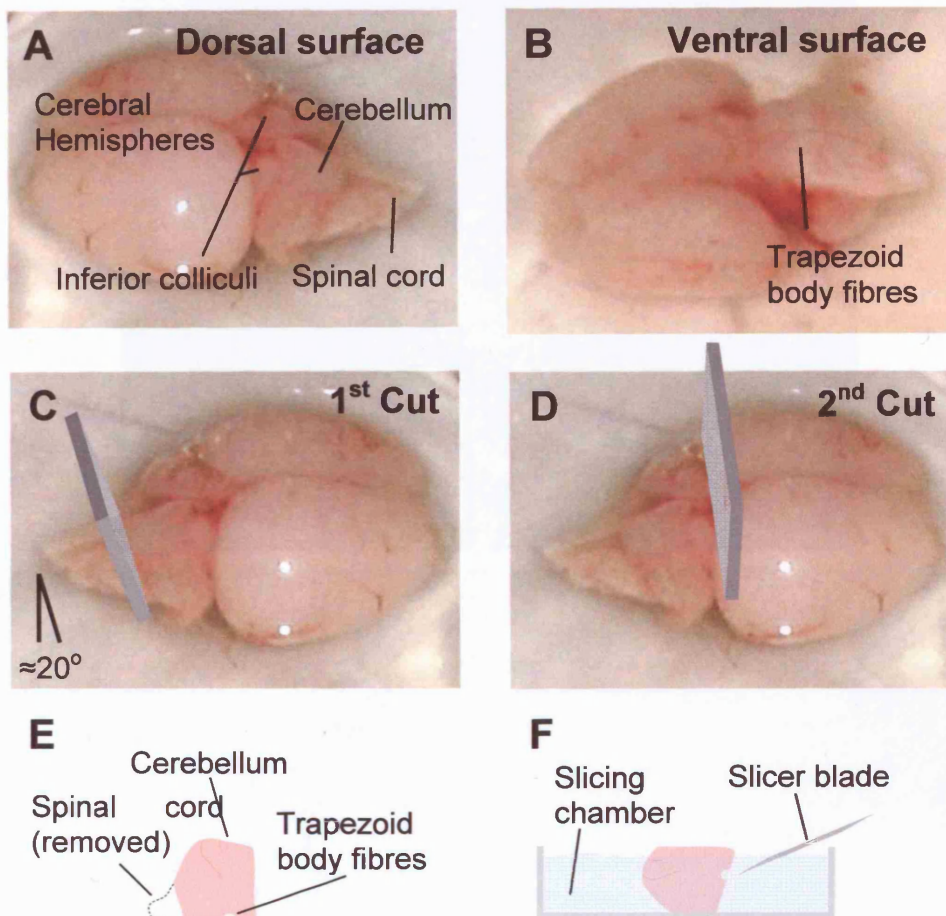 A
Dorsal surface
Cerebral
Hemispheres
Cerebellum
Inferior colliculi
Spinal cord
B
Ventral surface
Trapezoid
body fibres
C
1st Cut
≈20°
D
2nd Cut
E
Cerebellum
Spinal cord
(removed)
Trapezoid
body fibres
F
Slicing
chamber
Slicer blade